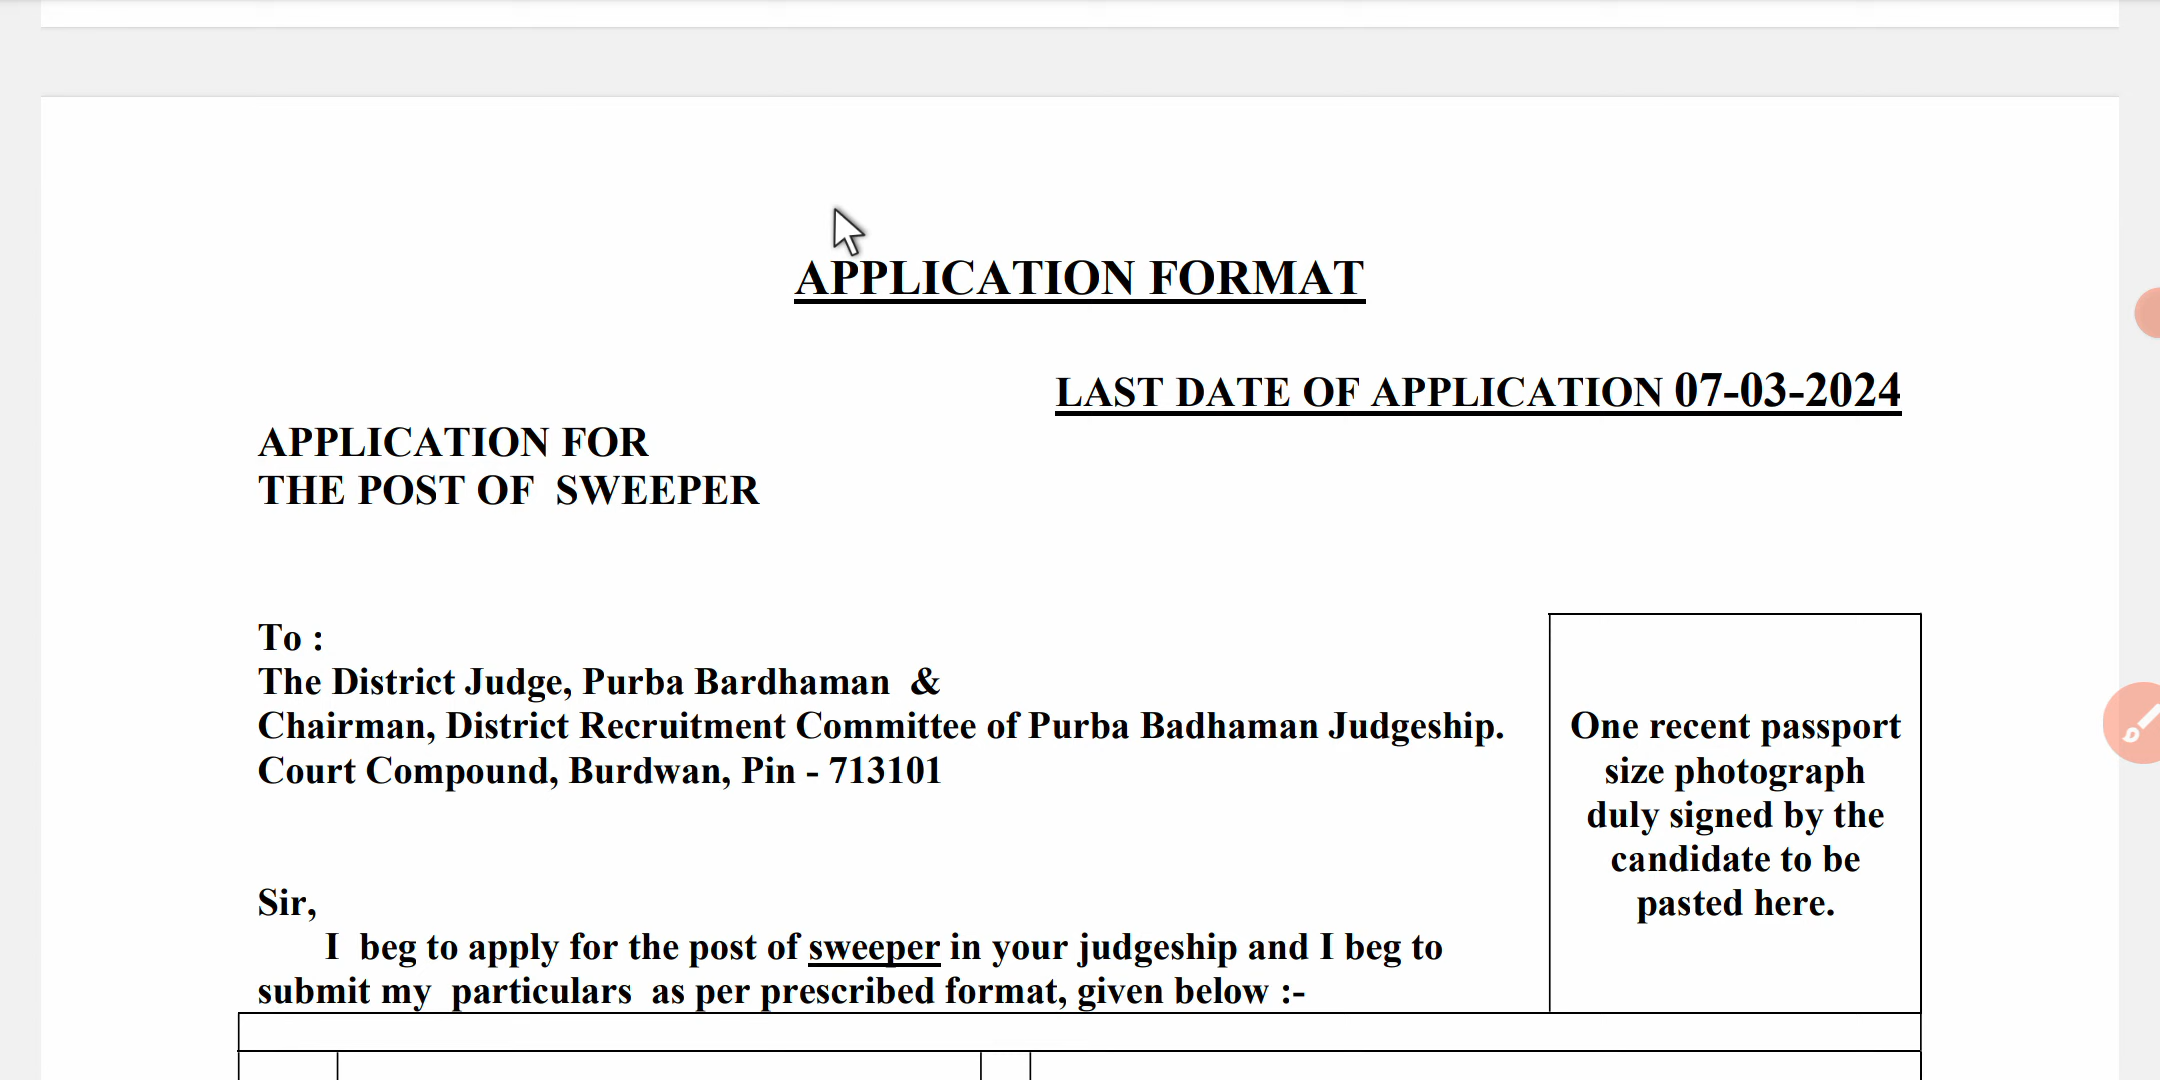 APPLICATION FORMAT
LAST DATE OF APPLICATION 07-03-2024
APPLICATION FOR
THE POST OF SWEEPER
To :
The District Judge, Purba Bardhaman &
Chairman, District Recruitment Committee of Purba Badhaman Judgeship.
Court Compound, Burdwan, Pin - 713101
One recent passport
size photograph
duly signed by the
candidate to be
pasted here.
Sir,
I beg to apply for the post of sweeper in your judgeship and I beg to
submit my particulars as per prescribed format, given below :-